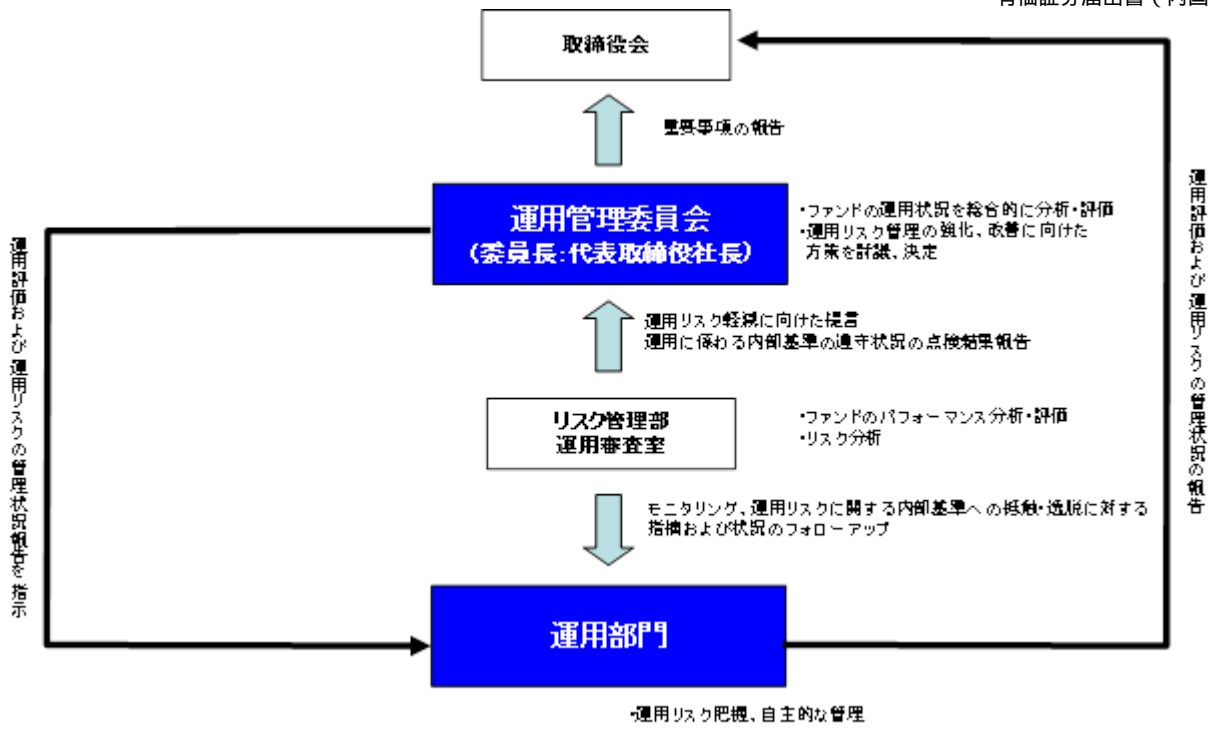 取締役会
重要事項の報告
運用管理委員会
(委員長:代表取締役社長)
・ファンドの運用状況を総合的に分析・評価
・運用リスク管理の強化、改善に向けた
方策を討議、決定
運用リスク軽減に向けた提言
運用に係わる内部基準の遵守状況の点検結果報告
リスク管理部
運用審査室
・ファンドのパフォーマンス分析・評価
・リスク分析
モニタリング、運用リスクに関する内部基準への抵触・逸脱に対する
指摘および状況のフォローアップ
運用部門
・運用リスク把握、自主的な管理
運用評価および運用リスクの管理状況報告を指示
運用評価および運用リスクの管理状況の報告